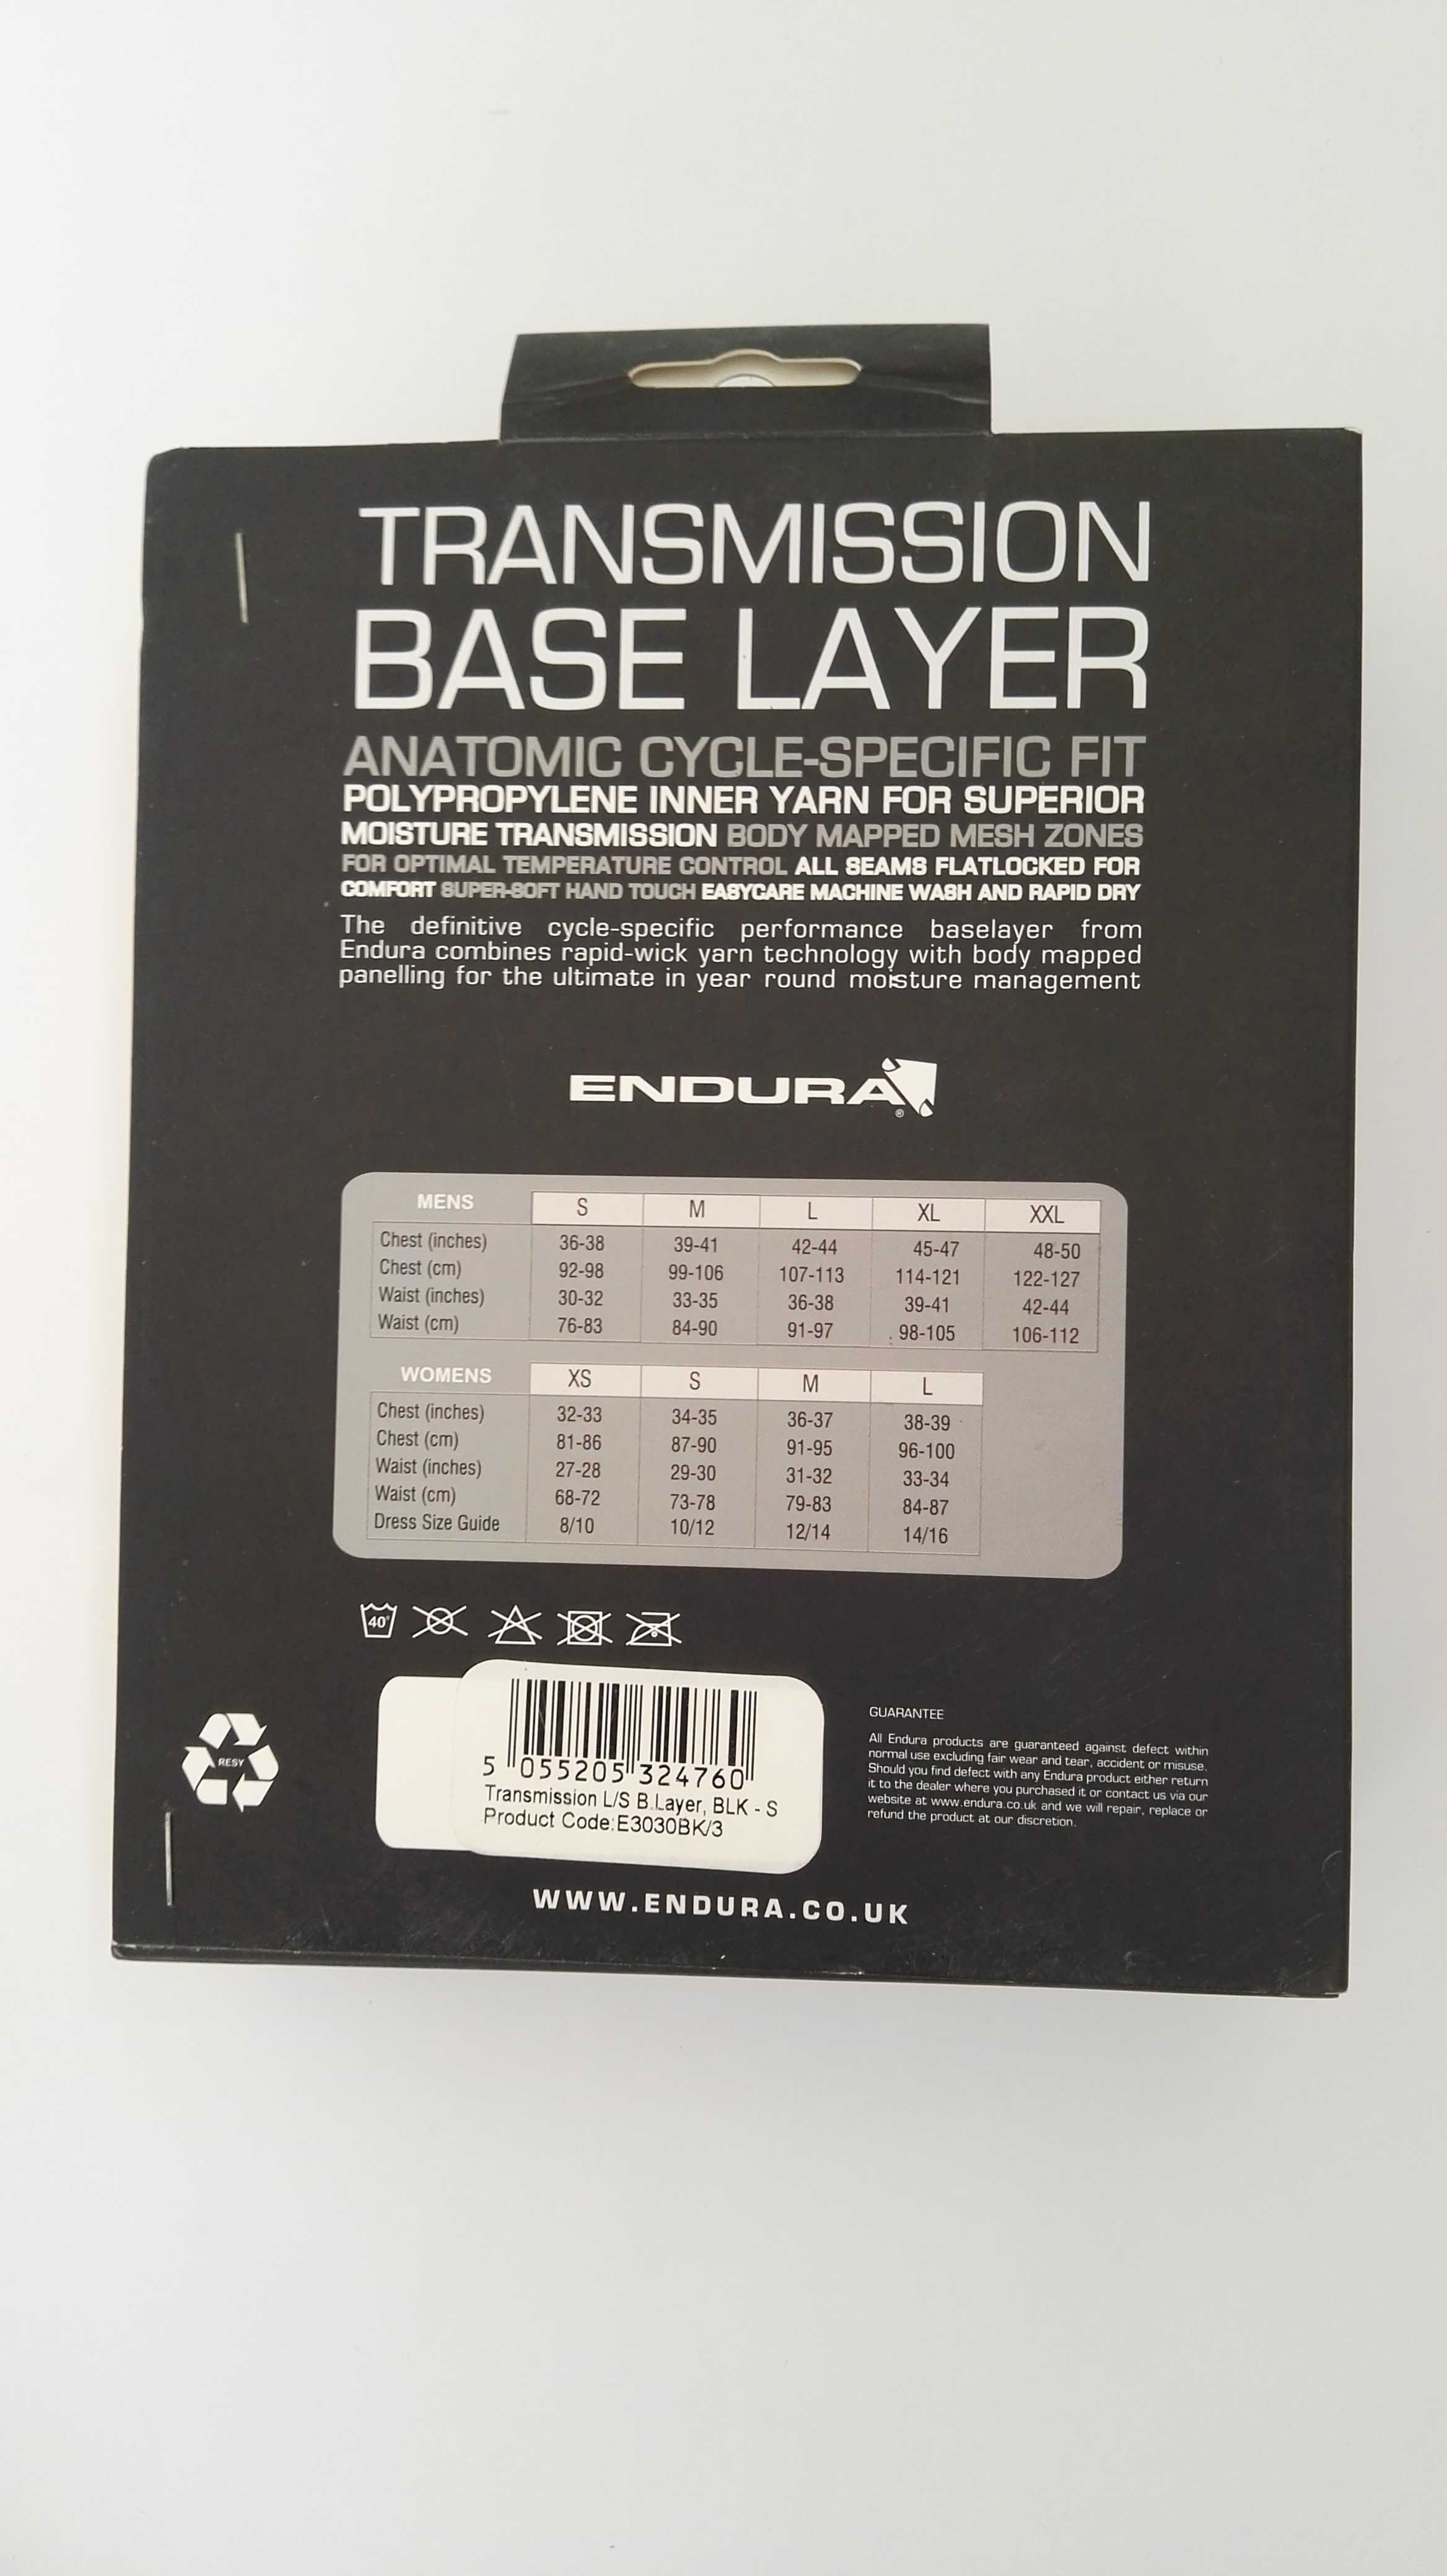 TRANSMISSION
BASE LAYER
ANATOMIC CYCLE-SPECIFIC FIT
POLYPROPYLENE INNER YARN FOR SUPERIOR
MOISTURE TRANSMISSION BODY MAPPED MESH ZONES
FOR OPTIMAL TEMPERATURE CONTROL ALL SEAMS FLATLOCKED FOR
COMFORT SUPER-SOFT HAND TOUCH EASYCARE MACHINE WASH AND RAPID DRY
The definitive cycle-specific performance baselayer from
Endura combines rapid-wick yarn technology with body mapped
panelling for the ultimate in year round moisture management
ENDURA®
MENS S M L XL XXL
Chest (inches) 36-38 39-41 42-44 45-47 48-50
Chest (cm) 92-98 99-106 107-113 114-121 122-127
Waist (inches) 30-32 33-35 36-38 39-41 42-44
Waist (cm) 76-83 84-90 91-97 98-105 106-112
WOMENS XS S M L
Chest (inches) 32-33 34-35 36-37 38-39
Chest (cm) 81-86 87-90 91-95 96-100
Waist (inches) 27-28 29-30 31-32 33-34
Waist (cm) 68-72 73-78 79-83 84-87
Dress Size Guide 8/10 10/12 12/14 14/16
40°
RESY
5 055205 324760
Transmission L/S B.Layer, BLK - S
Product Code:E3030BK/3
GUARANTEE
All Endura products are guaranteed against defect within
normal use excluding fair wear and tear, accident or misuse.
Should you find defect with any Endura product either return
it to the dealer where you purchased it or contact us via our
website at www.endura.co.uk and we will repair, replace or
refund the product at our discretion.
WWW.ENDURA.CO.UK